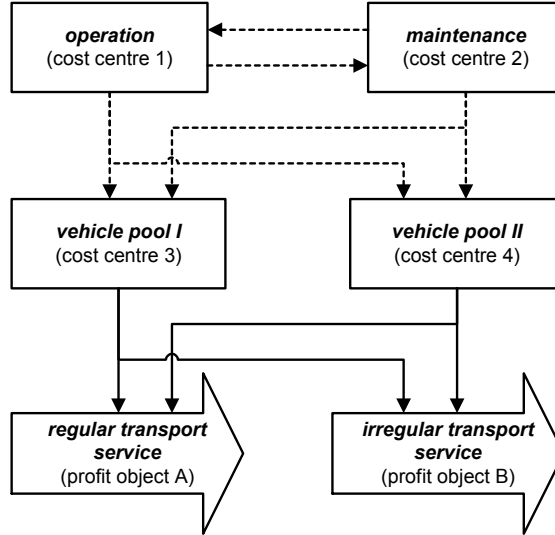 operation
(cost centre 1)
maintenance
(cost centre 2)
vehicle pool I
(cost centre 3)
vehicle pool II
(cost centre 4)
regular transport
service
(profit object A)
irregular transport
service
(profit object B)